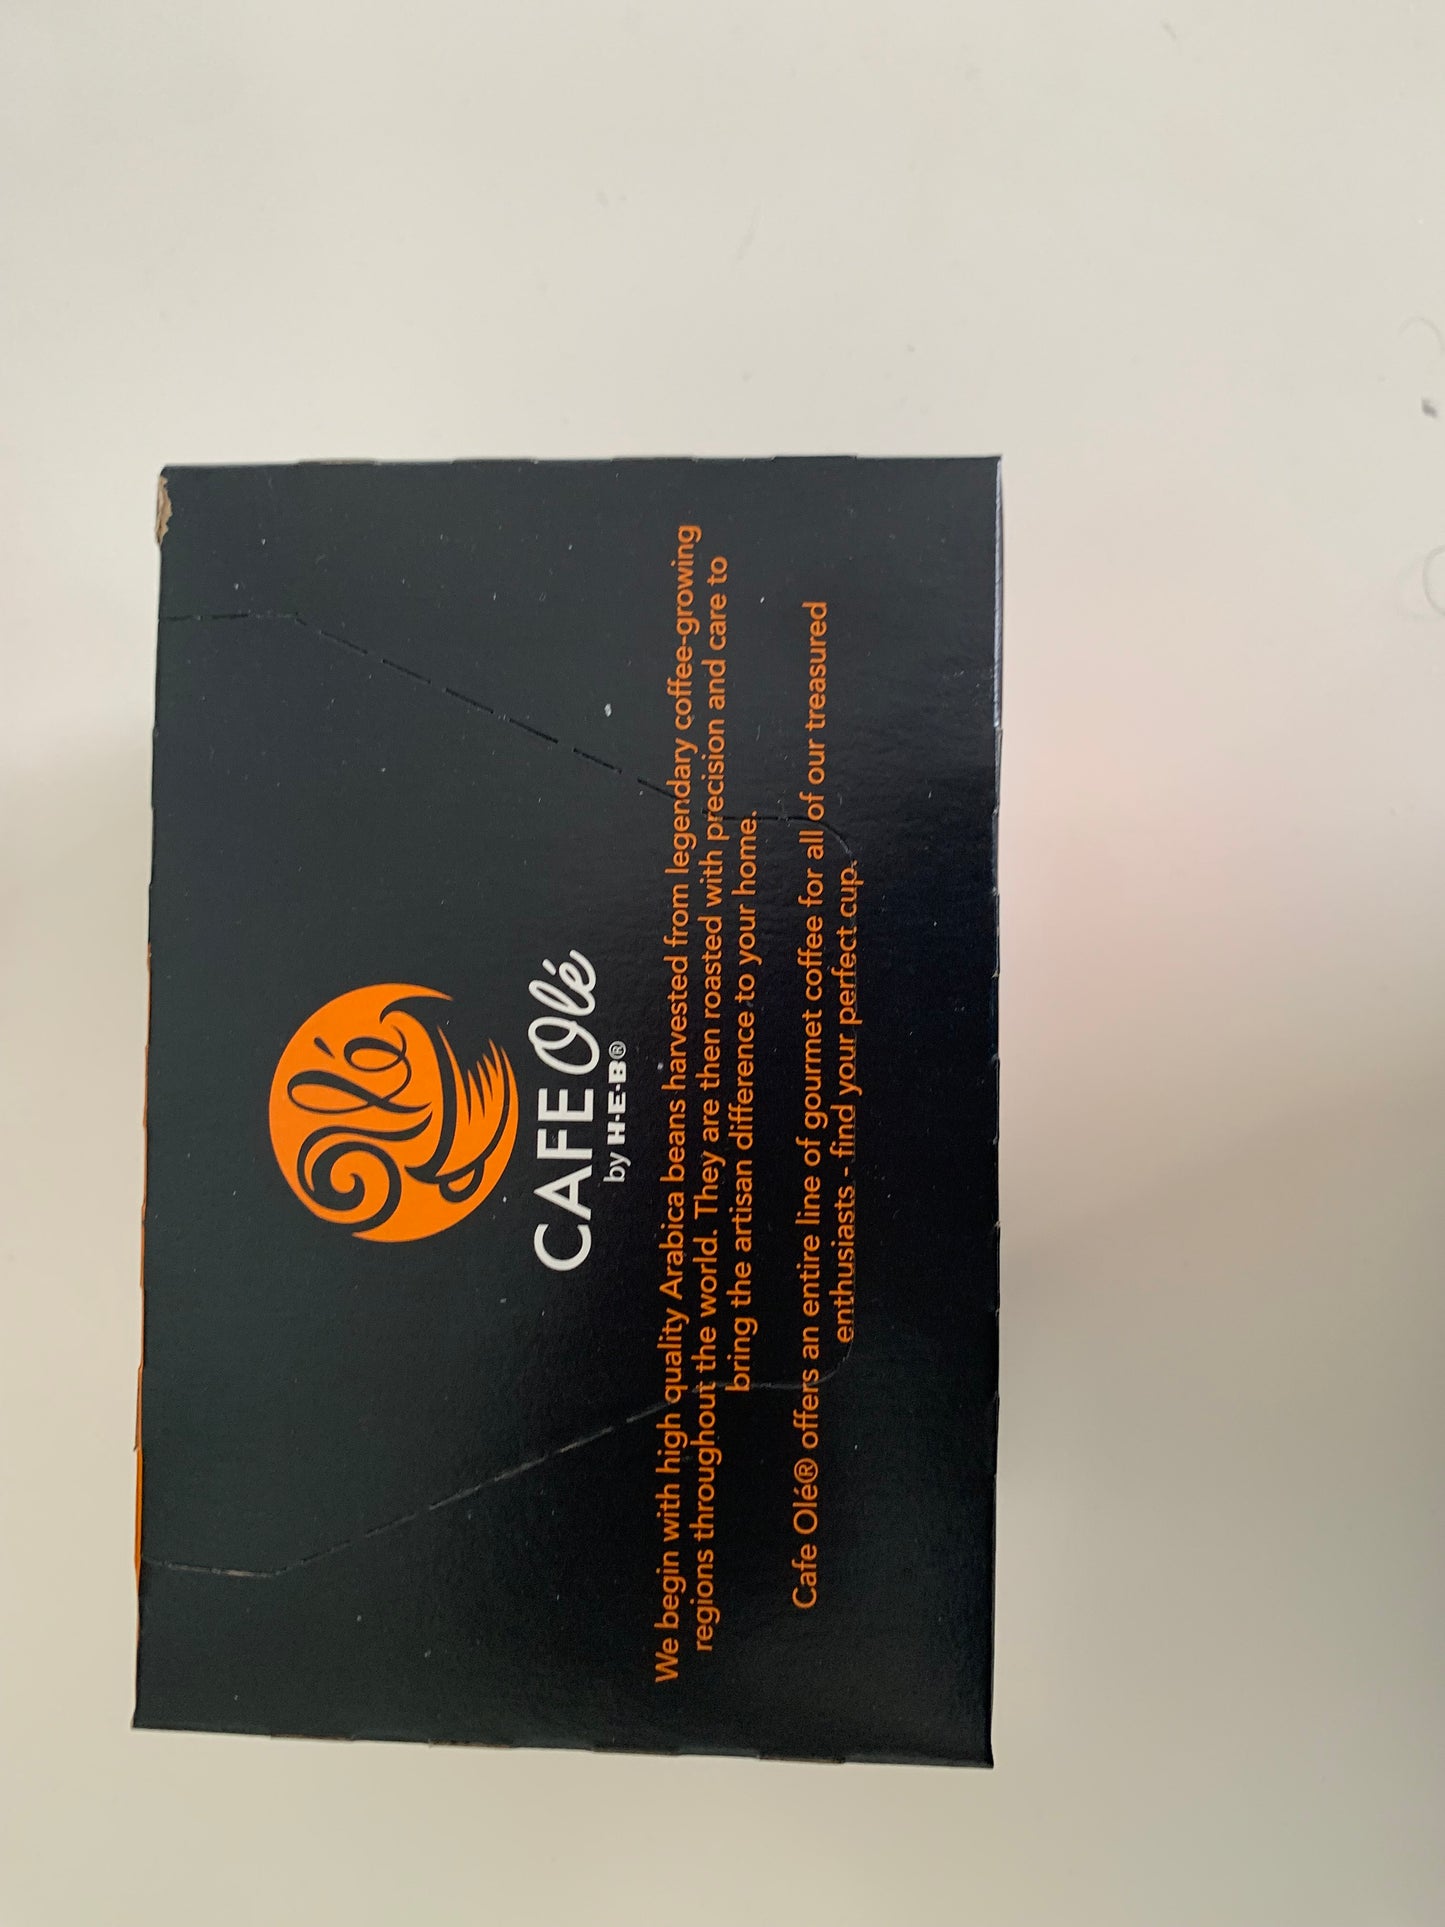 Olé
CAFE Olé
by H-E-B®
We begin with high quality Arabica beans harvested from legendary coffee-growing
regions throughout the world. They are then roasted with precision and care to
bring the artisan difference to your home.
Cafe Olé® offers an entire line of gourmet coffee for all of our treasured
enthusiasts - find your perfect cup.